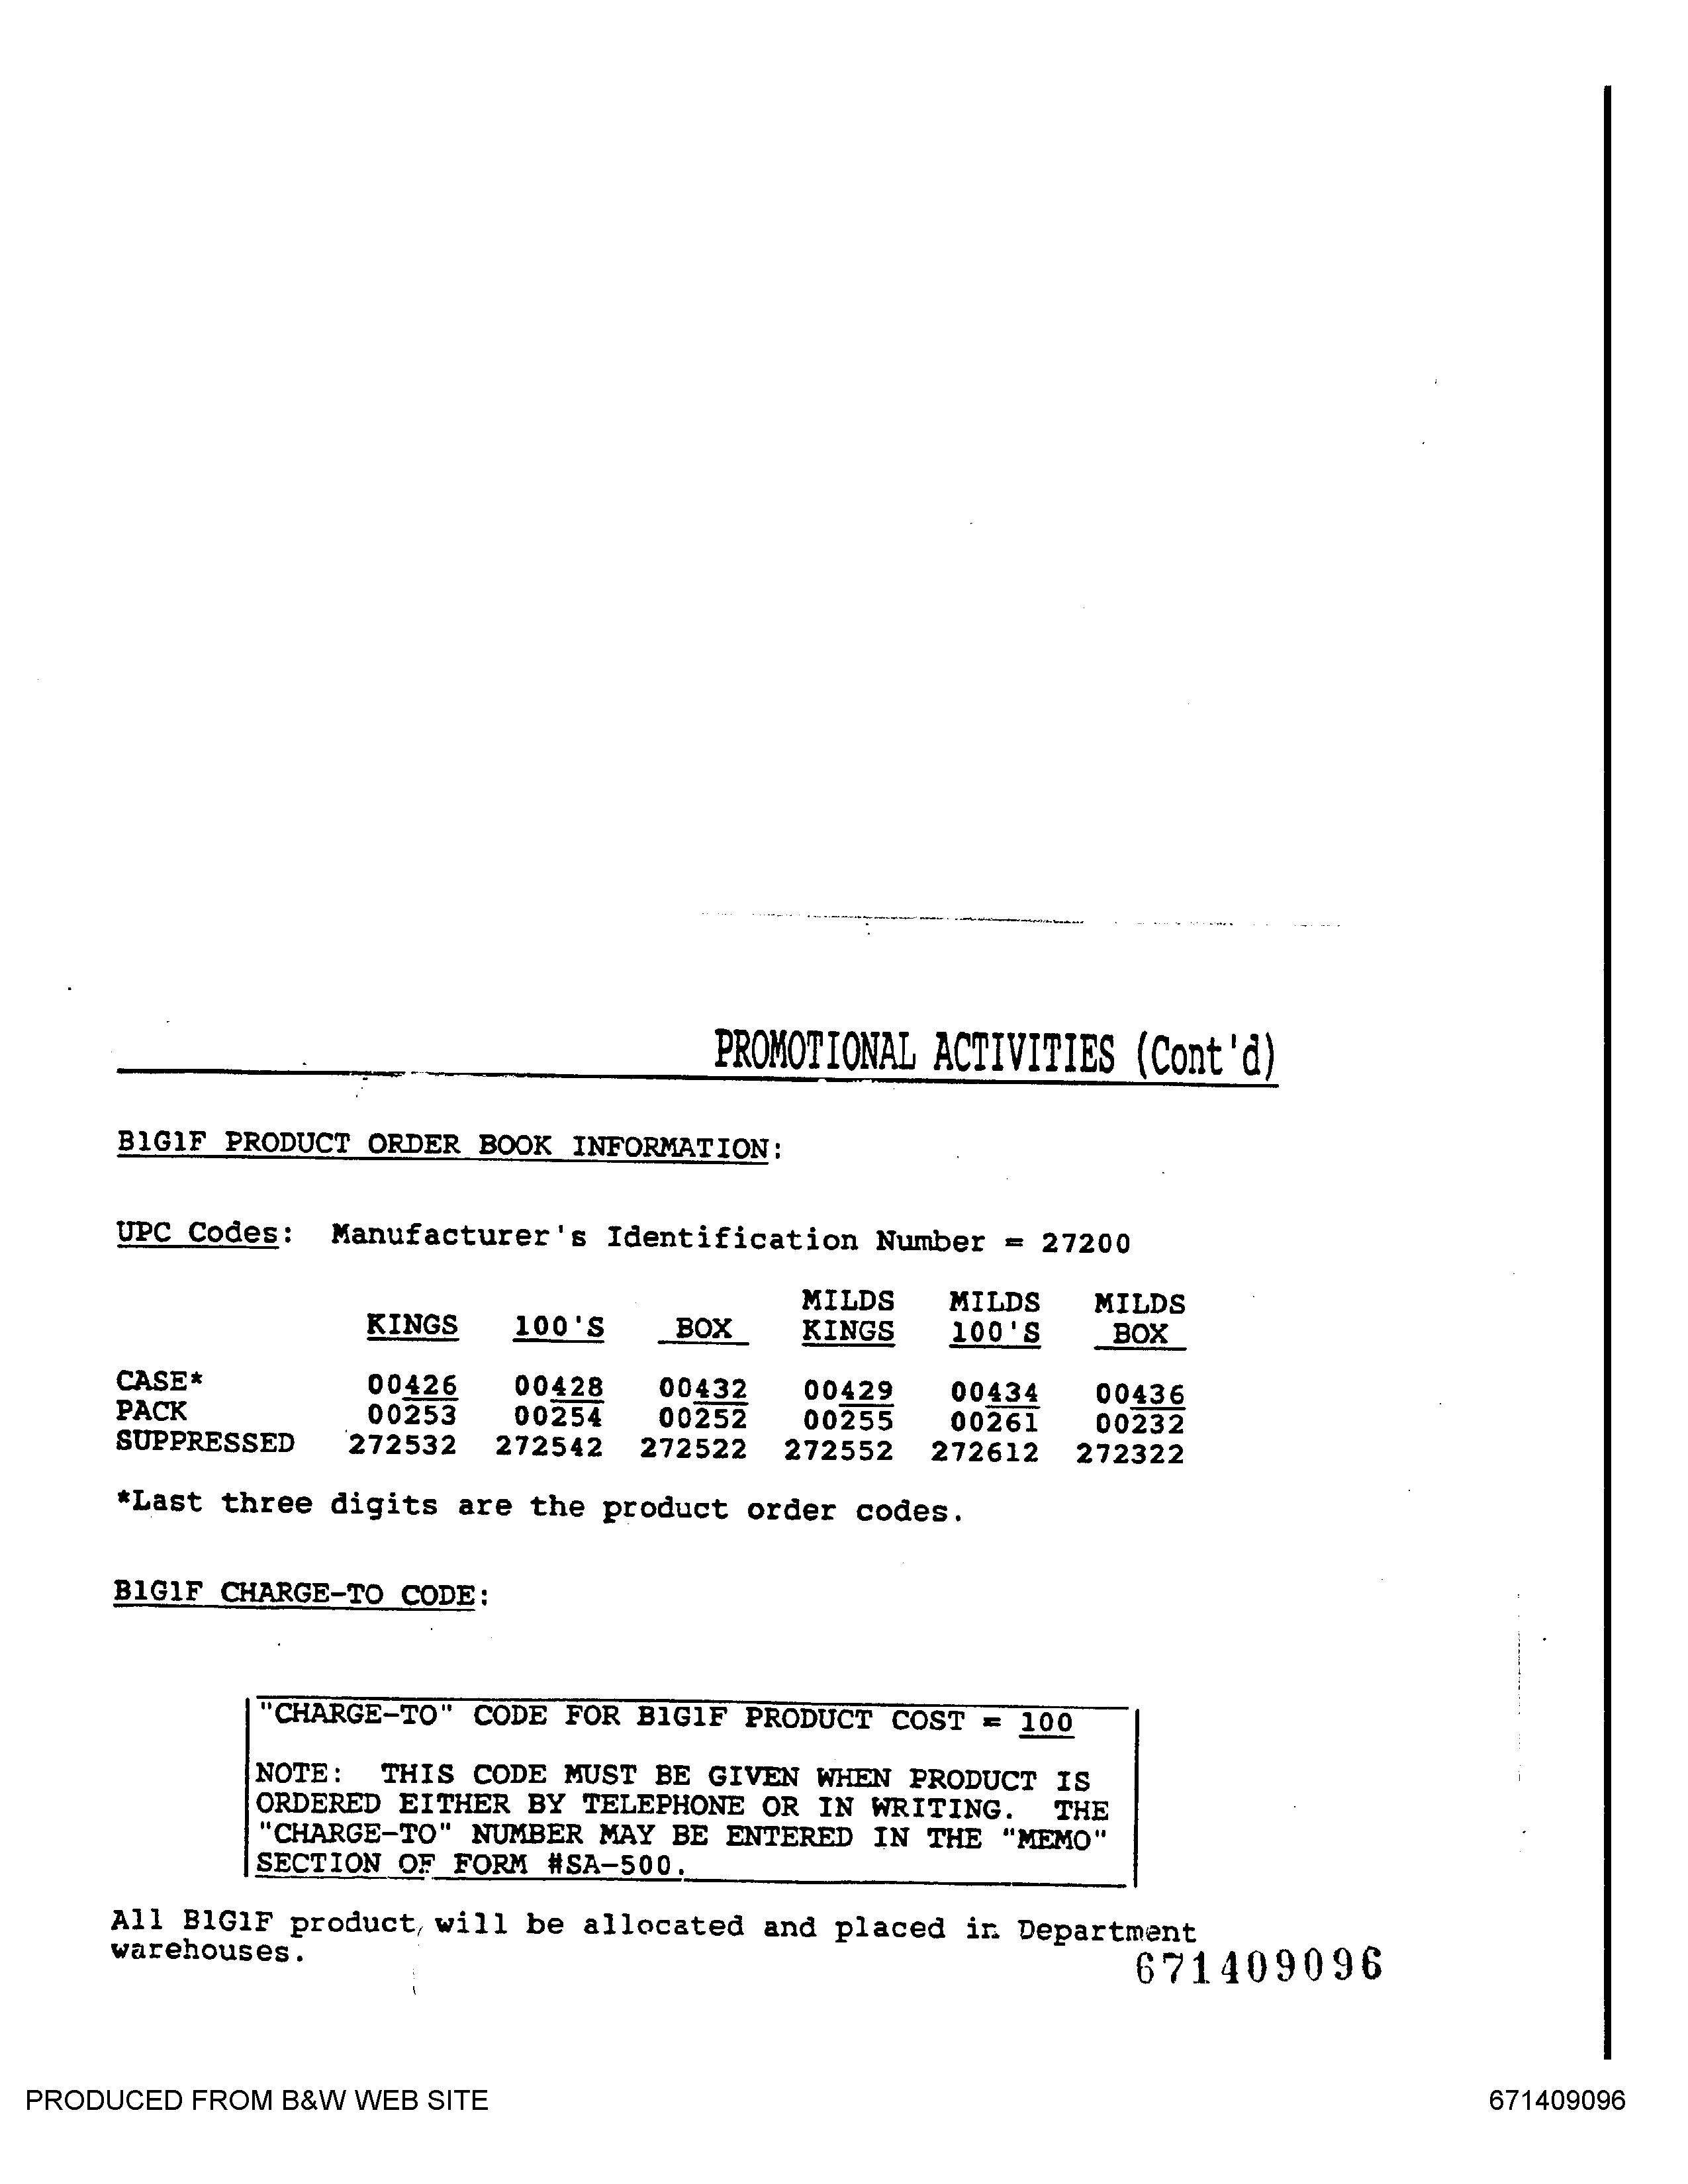 PROMOTIONAL ACTIVITIES (Cont'd)
B1G1F PRODUCT ORDER BOOK INFORMATION:
UPC Codes: Manufacturer's Identification Number = 27200
MILDS MILDS MILDS
KINGS 100'S BOX KINGS 100'S BOX
CASE* 00426 00428 00432 00429 00434 00436
PACK 00253 00254 00252 00255 00261 00232
SUPPRESSED 272532 272542 272522 272552 272612 272322
*Last three digits are the product order codes.
B1G1F CHARGE-TO CODE:
"CHARGE-TO" CODE FOR B1G1F PRODUCT COST = 100
NOTE: THIS CODE MUST BE GIVEN WHEN PRODUCT IS
ORDERED EITHER BY TELEPHONE OR IN WRITING. THE
"CHARGE-TO" NUMBER MAY BE ENTERED IN THE "MEMO"
SECTION OF FORM #SA-500.
All B1G1F product will be allocated and placed in Department
warehouses.
671409096
PRODUCED FROM B&W WEB SITE
671409096